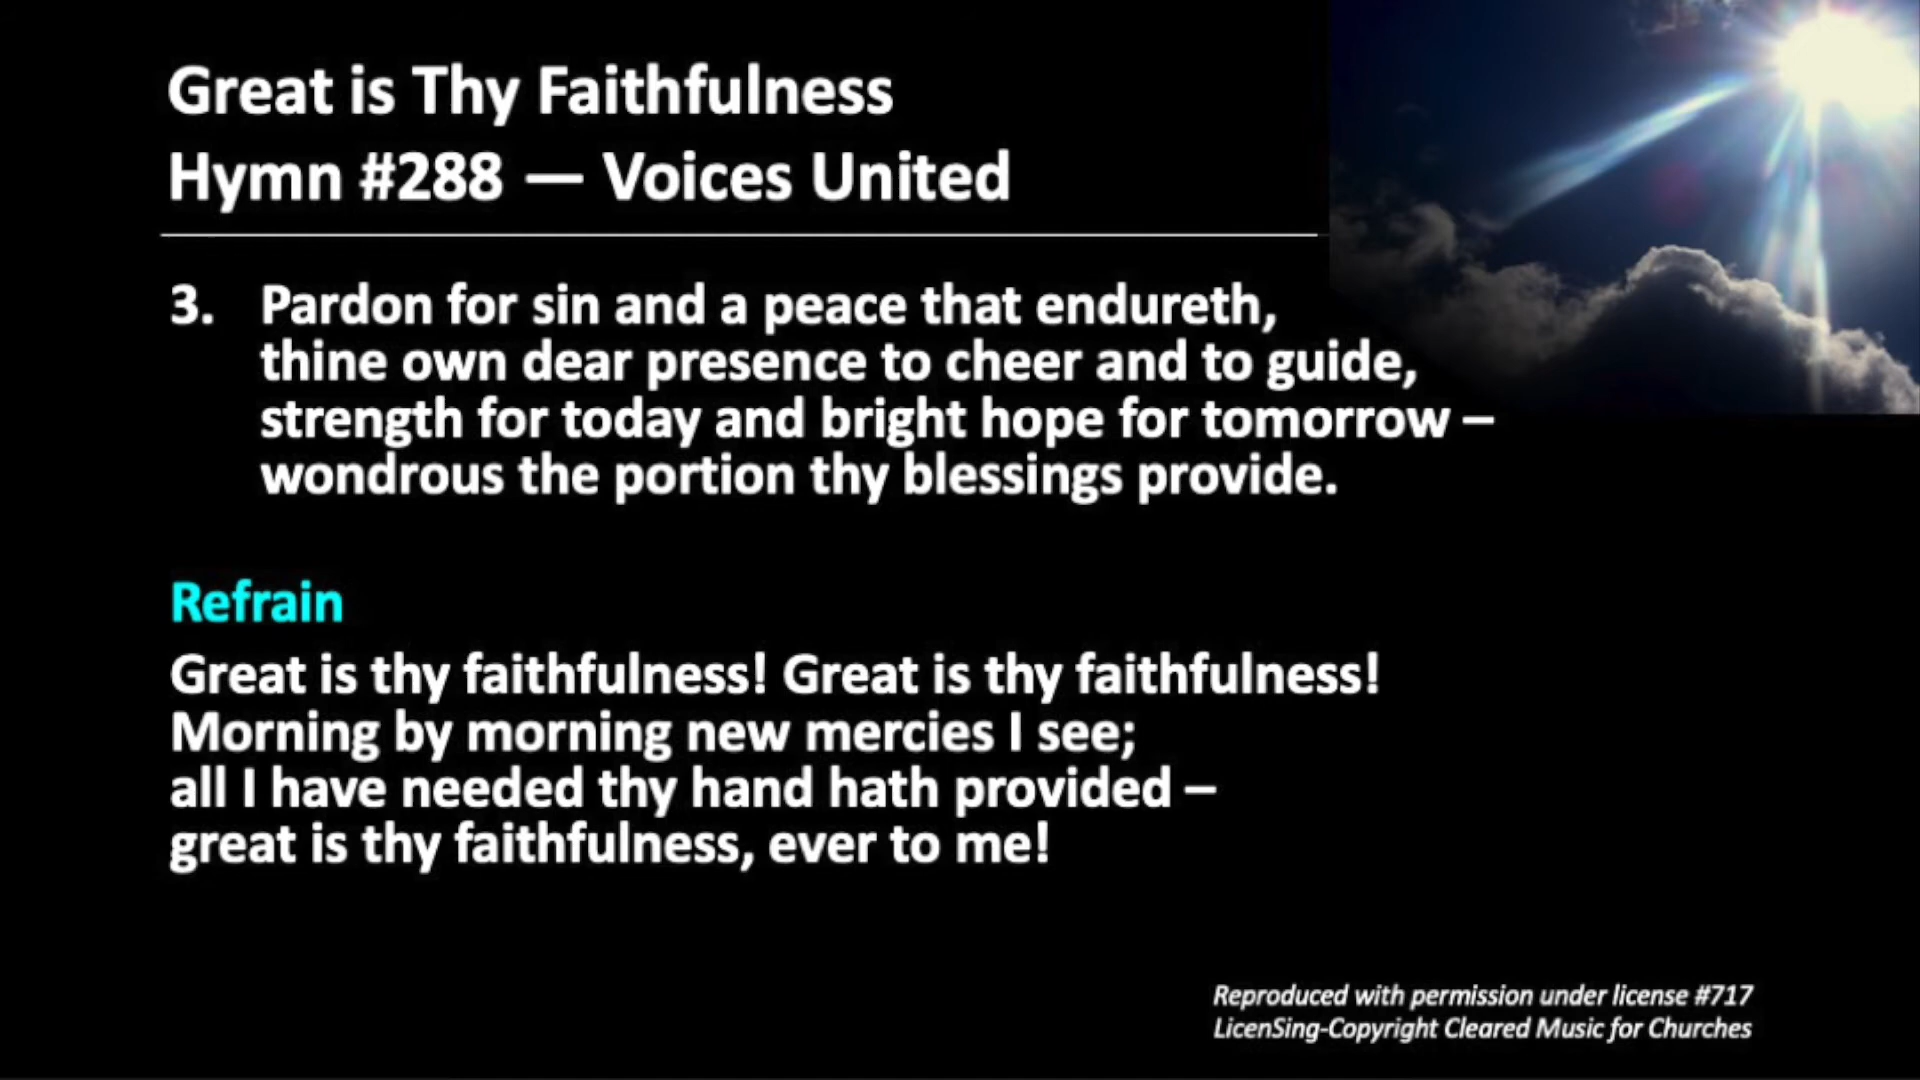 Great is Thy Faithfulness
Hymn #288 — Voices United
3. Pardon for sin and a peace that endureth,
thine own dear presence to cheer and to guide,
strength for today and bright hope for tomorrow –
wondrous the portion thy blessings provide.
Refrain
Great is thy faithfulness! Great is thy faithfulness!
Morning by morning new mercies I see;
all I have needed thy hand hath provided –
great is thy faithfulness, ever to me!
Reproduced with permission under license #717
LicenSing-Copyright Cleared Music for Churches